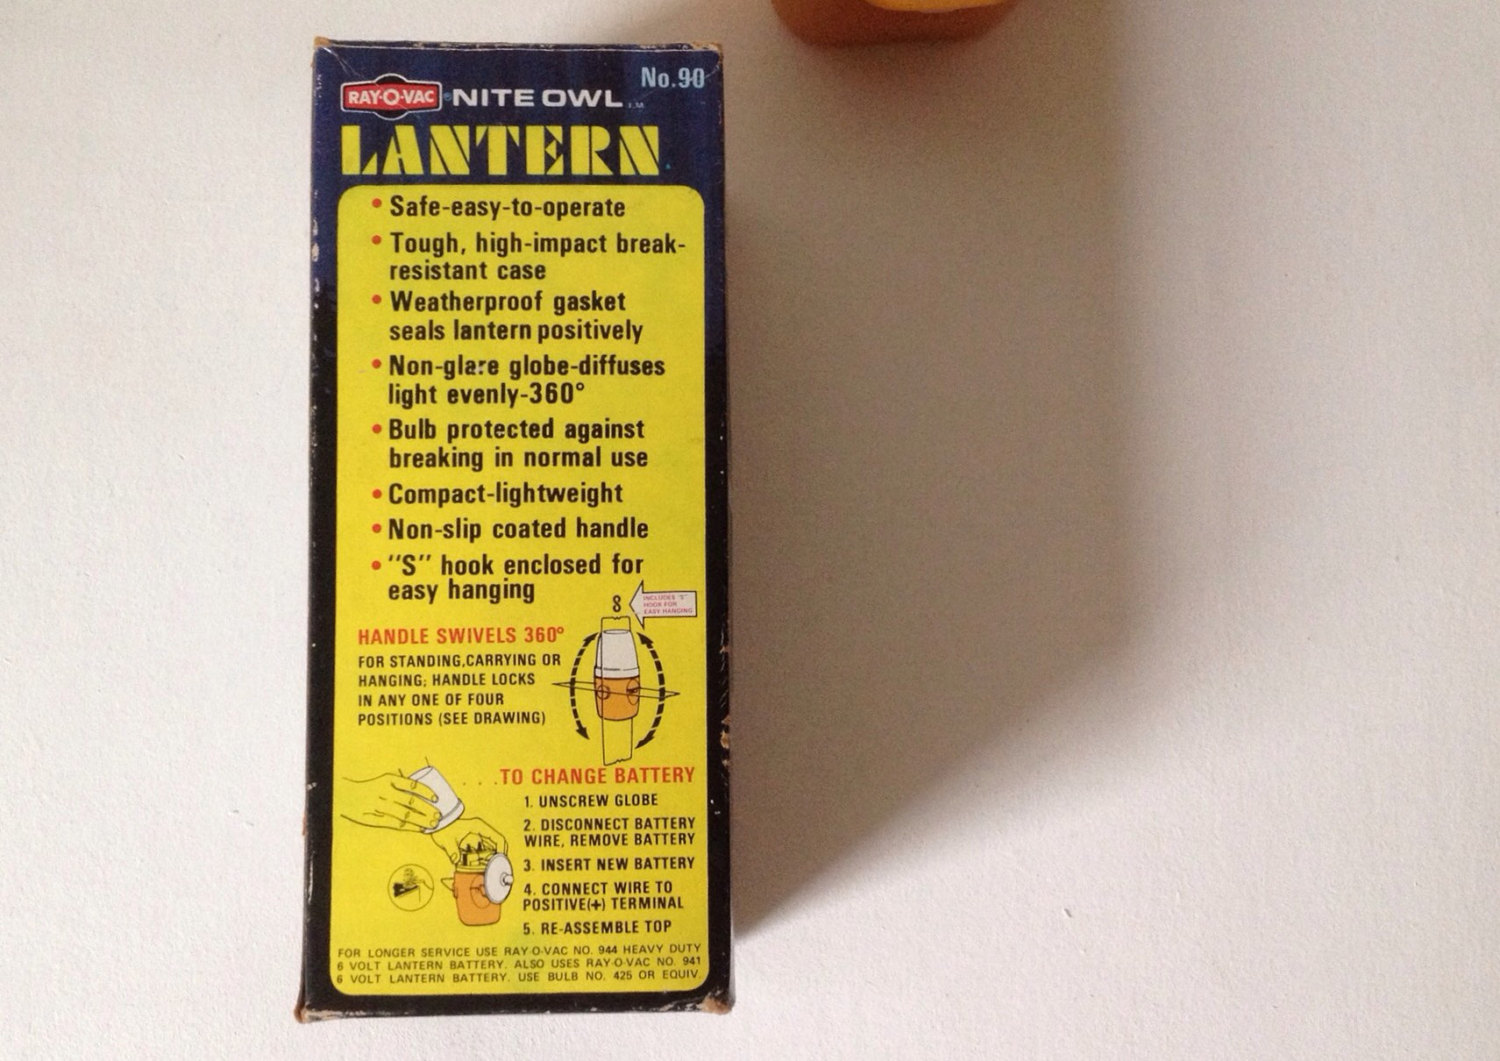 No.90
RAY-O-VAC® NITE OWL T.M.
LANTERN
• Safe-easy-to-operate
• Tough, high-impact break-
resistant case
• Weatherproof gasket
seals lantern positively
• Non-glare globe-diffuses
light evenly-360°
• Bulb protected against
breaking in normal use
• Compact-lightweight
• Non-slip coated handle
• "S" hook enclosed for
easy hanging
INCLUDES "S"
HOOK FOR
EASY HANGING
HANDLE SWIVELS 360°
FOR STANDING, CARRYING OR
HANGING; HANDLE LOCKS
IN ANY ONE OF FOUR
POSITIONS (SEE DRAWING)
. . .TO CHANGE BATTERY
1. UNSCREW GLOBE
2. DISCONNECT BATTERY
WIRE, REMOVE BATTERY
3. INSERT NEW BATTERY
4. CONNECT WIRE TO
POSITIVE(+) TERMINAL
5. RE-ASSEMBLE TOP
FOR LONGER SERVICE USE RAY-O-VAC NO. 944 HEAVY DUTY
6 VOLT LANTERN BATTERY. ALSO USES RAY-O-VAC NO. 941
6 VOLT LANTERN BATTERY. USE BULB NO. 425 OR EQUIV.